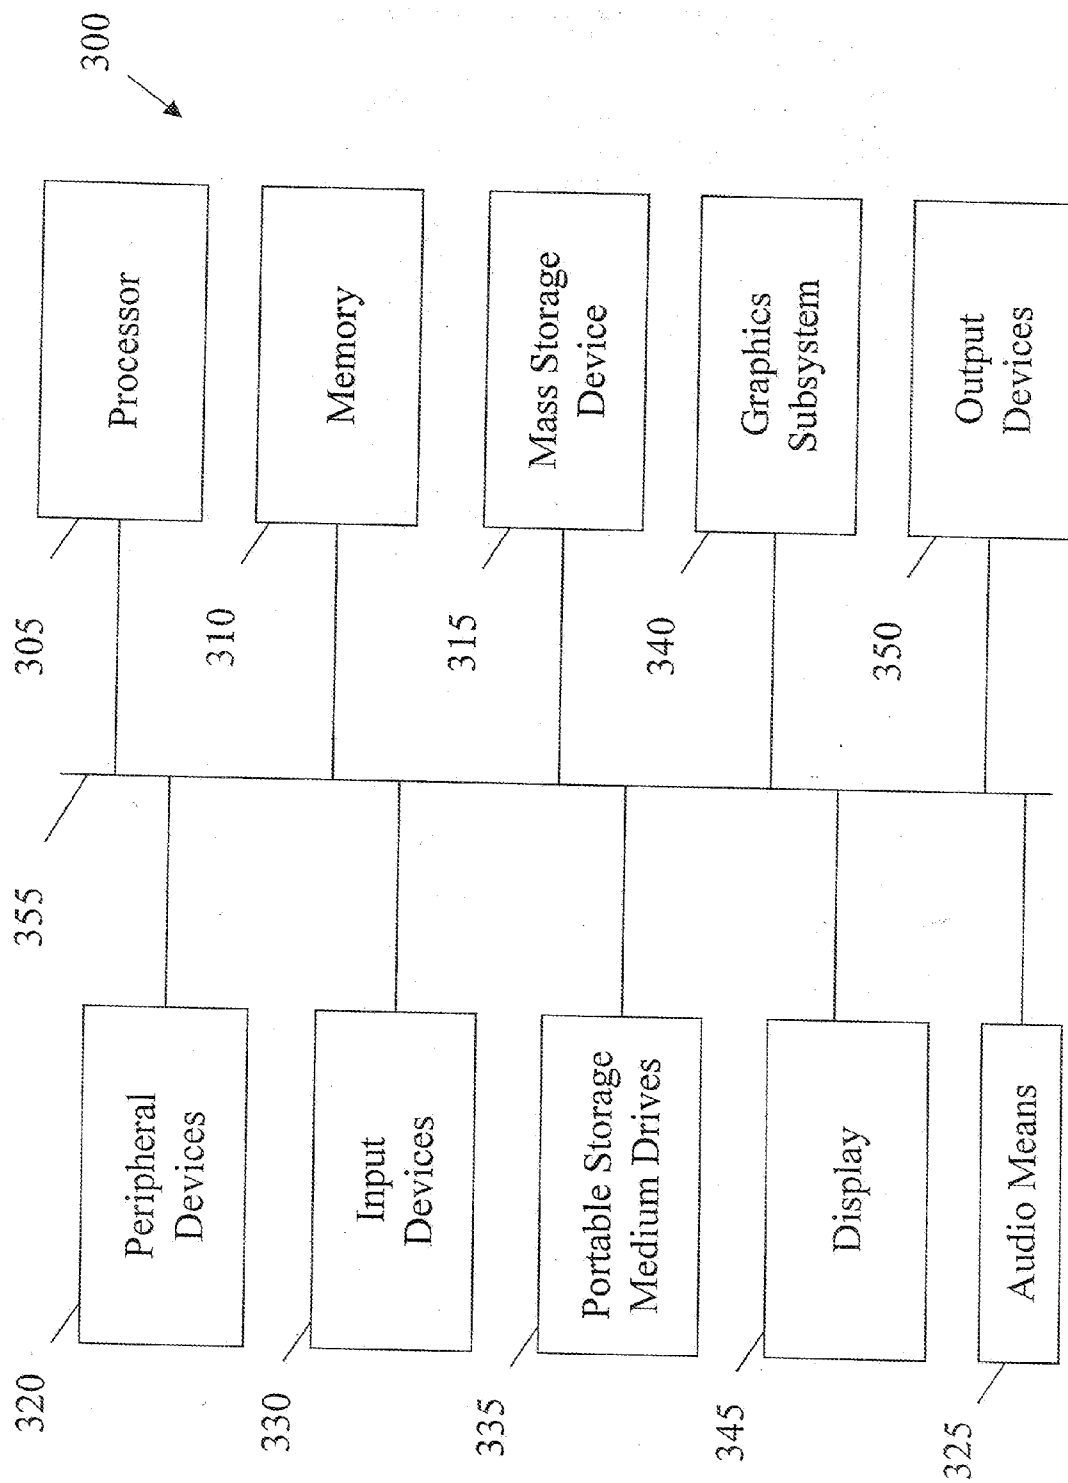 320
355
305
300
Peripheral
Devices
Processor
330
310
Input
Devices
Memory
335
315
Portable Storage
Medium Drives
Mass Storage
Device
345
340
Display
Graphics
Subsystem
325
350
Audio Means
Output
Devices